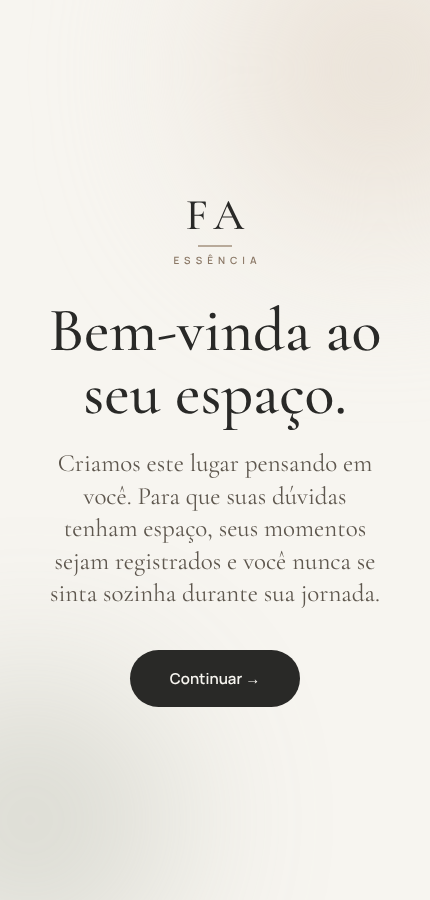 FA
ESSÊNCIA
Bem-vinda ao
seu espaço.
Criamos este lugar pensando em
você. Para que suas dúvidas
tenham espaço, seus momentos
sejam registrados e você nunca se
sinta sozinha durante sua jornada.
Continuar →